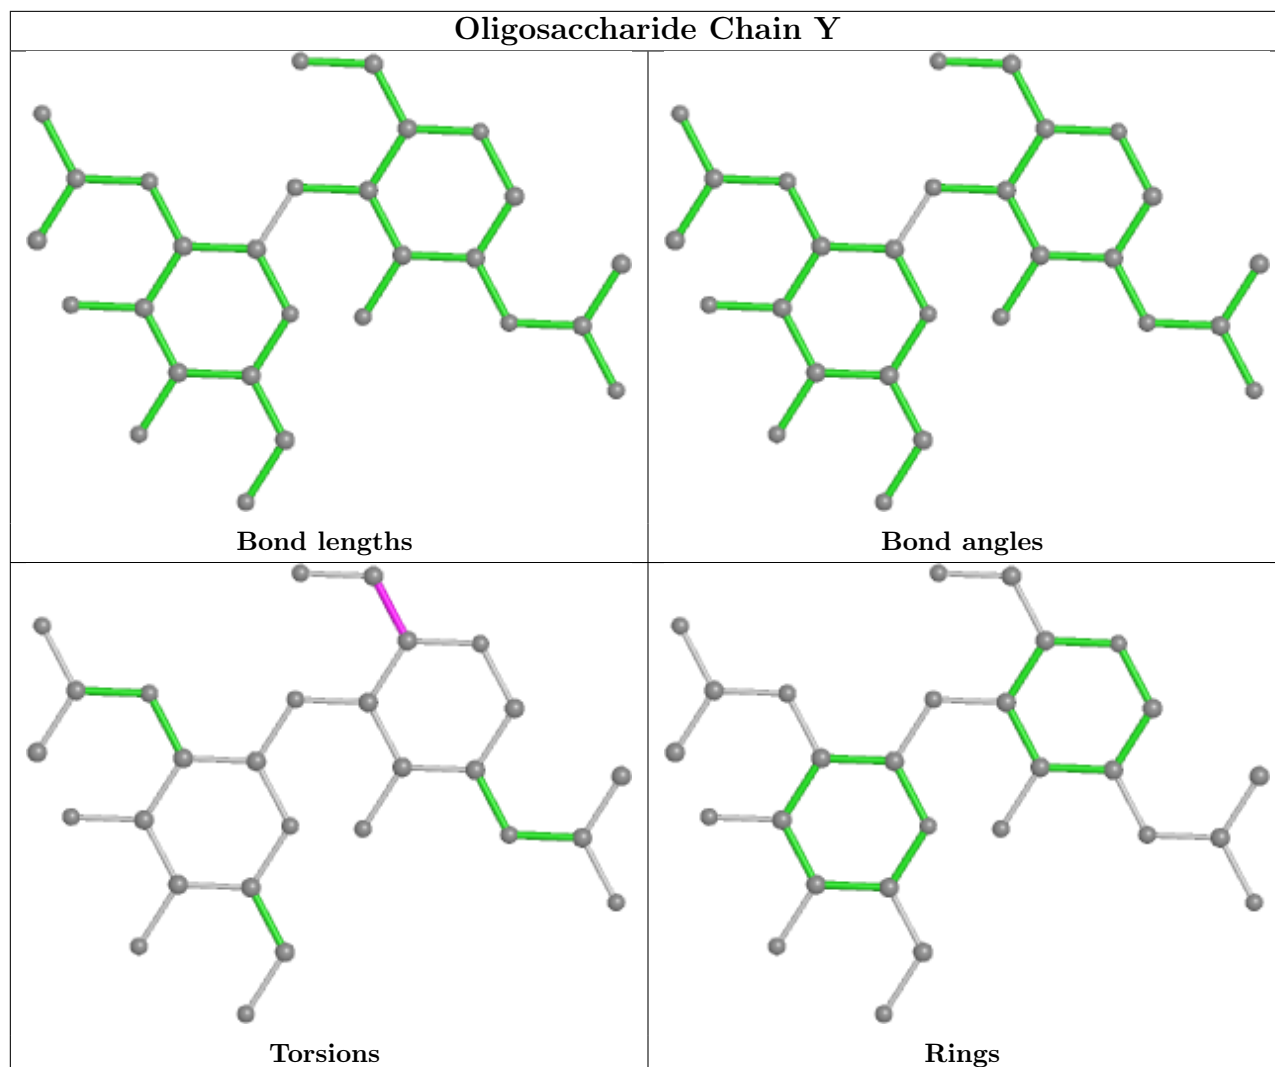 Oligosaccharide Chain Y
Bond lengths
Bond angles
Torsions
Rings